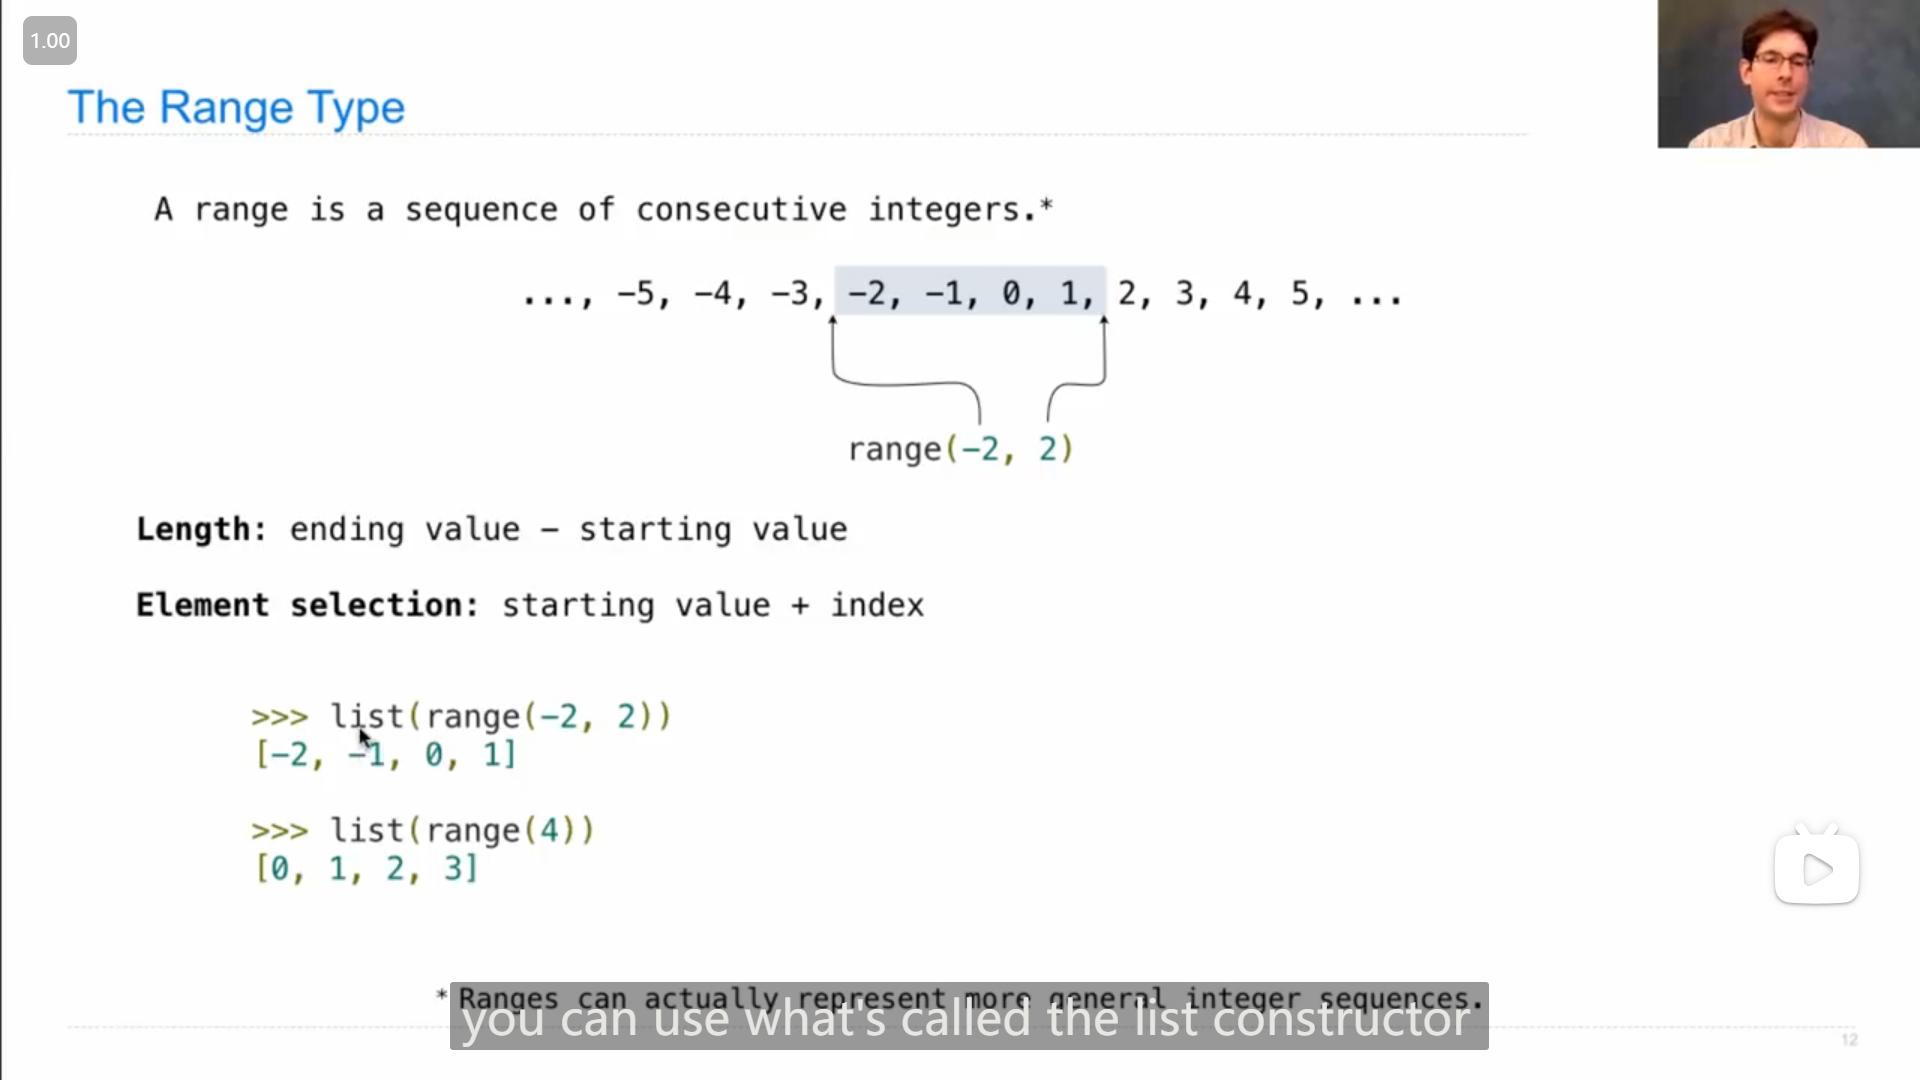 1.00
The Range Type
A range is a sequence of consecutive integers.*
..., −5, −4, −3, −2, −1, 0, 1, 2, 3, 4, 5, ...
range(−2, 2)
Length: ending value − starting value
Element selection: starting value + index
>>> list(range(−2, 2))
[−2, −1, 0, 1]
>>> list(range(4))
[0, 1, 2, 3]
* Ranges can actually represent more general integer sequences.
you can use what's called the list constructor
12